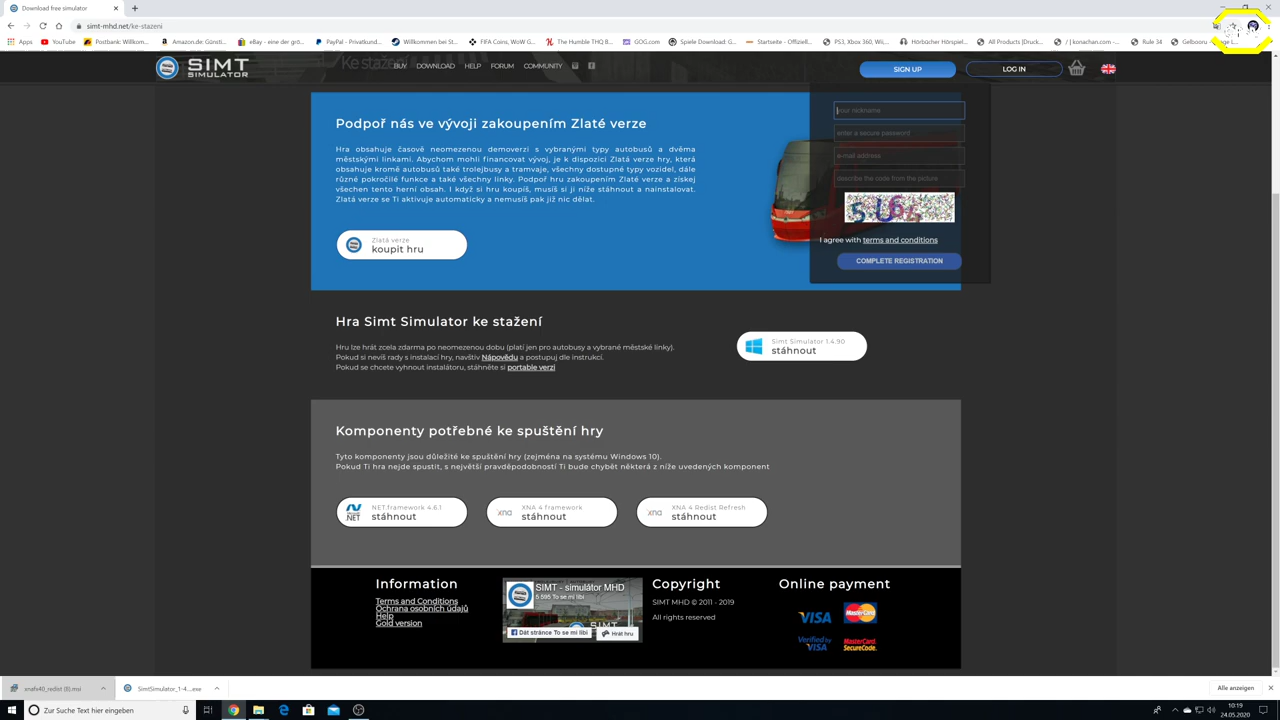 Download free simulator
simt-mhd.net/ke-stazeni
Apps YouTube Postbank: Willkom... Amazon.de: Günsti... eBay - eine der grö... PayPal - Privatkund... Willkommen bei St... FIFA Coins, WoW G... The Humble THQ B... GOG.com Spiele Download: G... Startseite - Offiziell... PS3, Xbox 360, Wii,... Hörbücher Hörspiel... All Products |Druck... / | konachan.com - ... Rule 34
SIMT
SIMULATOR
Ke stažení
BUY DOWNLOAD HELP FORUM COMMUNITY SIGN UP LOG IN
your nickname
enter a secure password
e-mail address
describe the code from the picture
I agree with terms and conditions
COMPLETE REGISTRATION
Podpoř nás ve vývoji zakoupením Zlaté verze
Hra obsahuje časově neomezenou demoverzi s vybranými typy autobusů a dvěma
městskými linkami. Abychom mohli financovat vývoj, je k dispozici Zlatá verze hry, která
obsahuje kromě autobusů také trolejbusy a tramvaje, všechny dostupné typy vozidel, dále
různé pokročilé funkce a také všechny linky. Podpoř hru zakoupením Zlaté verze a získej
všechen tento herní obsah. I když si hru koupíš, musíš si ji níže stáhnout a nainstalovat.
Zlatá verze se Ti aktivuje automaticky a nemusíš pak již nic dělat.
Zlatá verze
koupit hru
Hra Simt Simulator ke stažení
Hru lze hrát zcela zdarma po neomezenou dobu (platí jen pro autobusy a vybrané městské linky).
Pokud si nevíš rady s instalací hry, navštiv Nápovědu a postupuj dle instrukcí.
Pokud se chcete vyhnout instalátoru, stáhněte si portable verzi
Simt Simulator 1.4.90
stáhnout
Komponenty potřebné ke spuštění hry
Tyto komponenty jsou důležité ke spuštění hry (zejména na systému Windows 10).
Pokud Ti hra nejde spustit, s největší pravděpodobností Ti bude chybět některá z níže uvedených komponent
.NET
NET.framework 4.6.1
stáhnout
xna
XNA 4 framework
stáhnout
xna
XNA 4 Redist Refresh
stáhnout
Information
Terms and Conditions
Ochrana osobních údajů
Help
Gold version
SIMT - simulátor MHD
5 595 To se mi líbí
Dát stránce To se mi líbí
Hrát hru
Copyright
SIMT MHD © 2011 - 2019
All rights reserved
Online payment
VISA MasterCard
Verified by VISA MasterCard. SecureCode.
xnafx40_redist (8).msi SimtSimulator_1-4....exe Alle anzeigen
Zur Suche Text hier eingeben
10:19
24.05.2020